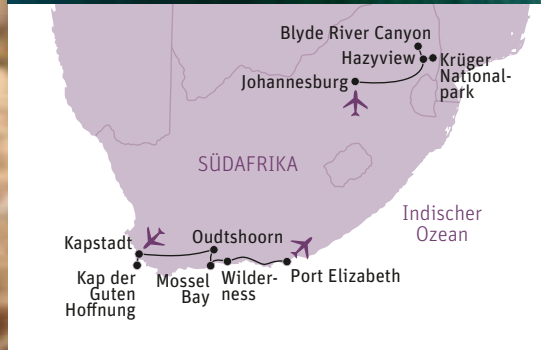 Blyde River Canyon
Hazyview
Krüger
National-
park
Johannesburg
SÜDAFRIKA
Indischer
Ozean
Kapstadt
Oudtshoorn
Kap der
Guten
Hoffnung
Mossel
Bay
Wilder-
ness
Port Elizabeth